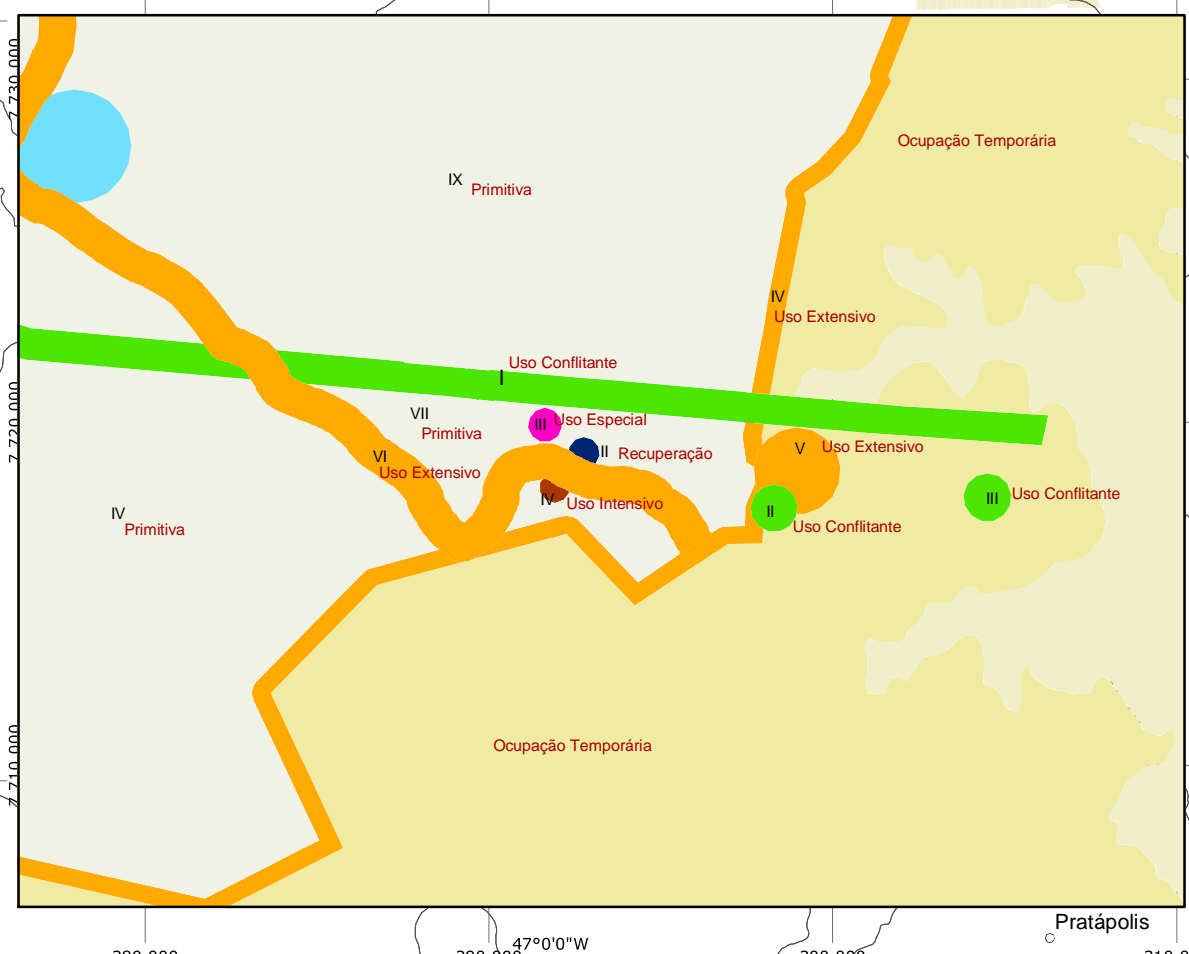 7 730 000
Ocupação Temporária
IX
Primitiva
IV
Uso Extensivo
Uso Conflitante
I
7 720 000
VII
Primitiva
III
Uso Especial
II
Recuperação
V
Uso Extensivo
VI
Uso Extensivo
IV
Uso Intensivo
III
Uso Conflitante
II
Uso Conflitante
IV
Primitiva
7 710 000
Ocupação Temporária
Pratápolis
47°0'0"W